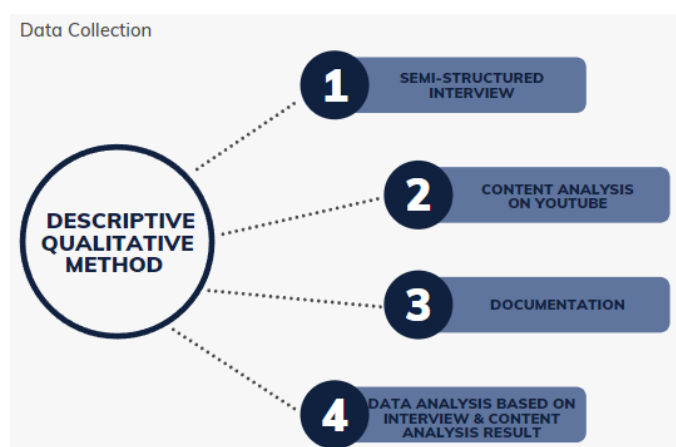 Data Collection
DESCRIPTIVE
QUALITATIVE
METHOD
1
SEMI-STRUCTURED
INTERVIEW
2
CONTENT ANALYSIS
ON YOUTUBE
3
DOCUMENTATION
4
DATA ANALYSIS BASED ON
INTERVIEW & CONTENT
ANALYSIS RESULT